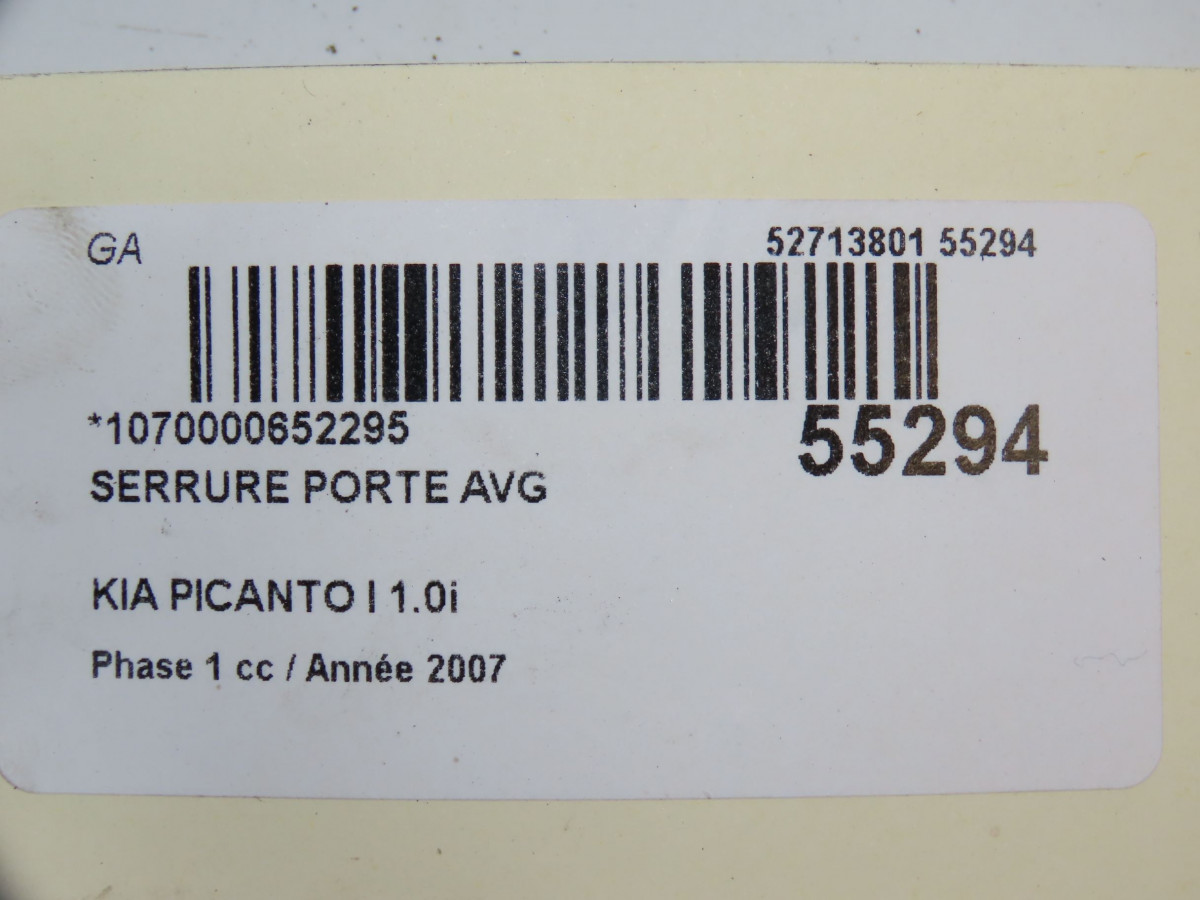 GA 52713801 55294
*1070000652295 55294
SERRURE PORTE AVG
KIA PICANTO I 1.0i
Phase 1 cc / Année 2007